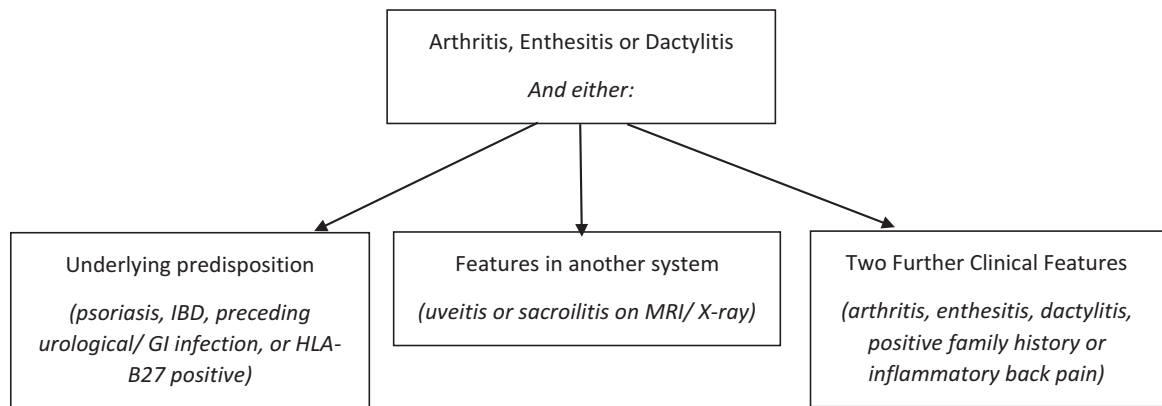 Arthritis, Enthesitis or Dactylitis
And either:
Underlying predisposition
(psoriasis, IBD, preceding
urological/ GI infection, or HLA-
B27 positive)
Features in another system
(uveitis or sacroilitis on MRI/ X-ray)
Two Further Clinical Features
(arthritis, enthesitis, dactylitis,
positive family history or
inflammatory back pain)